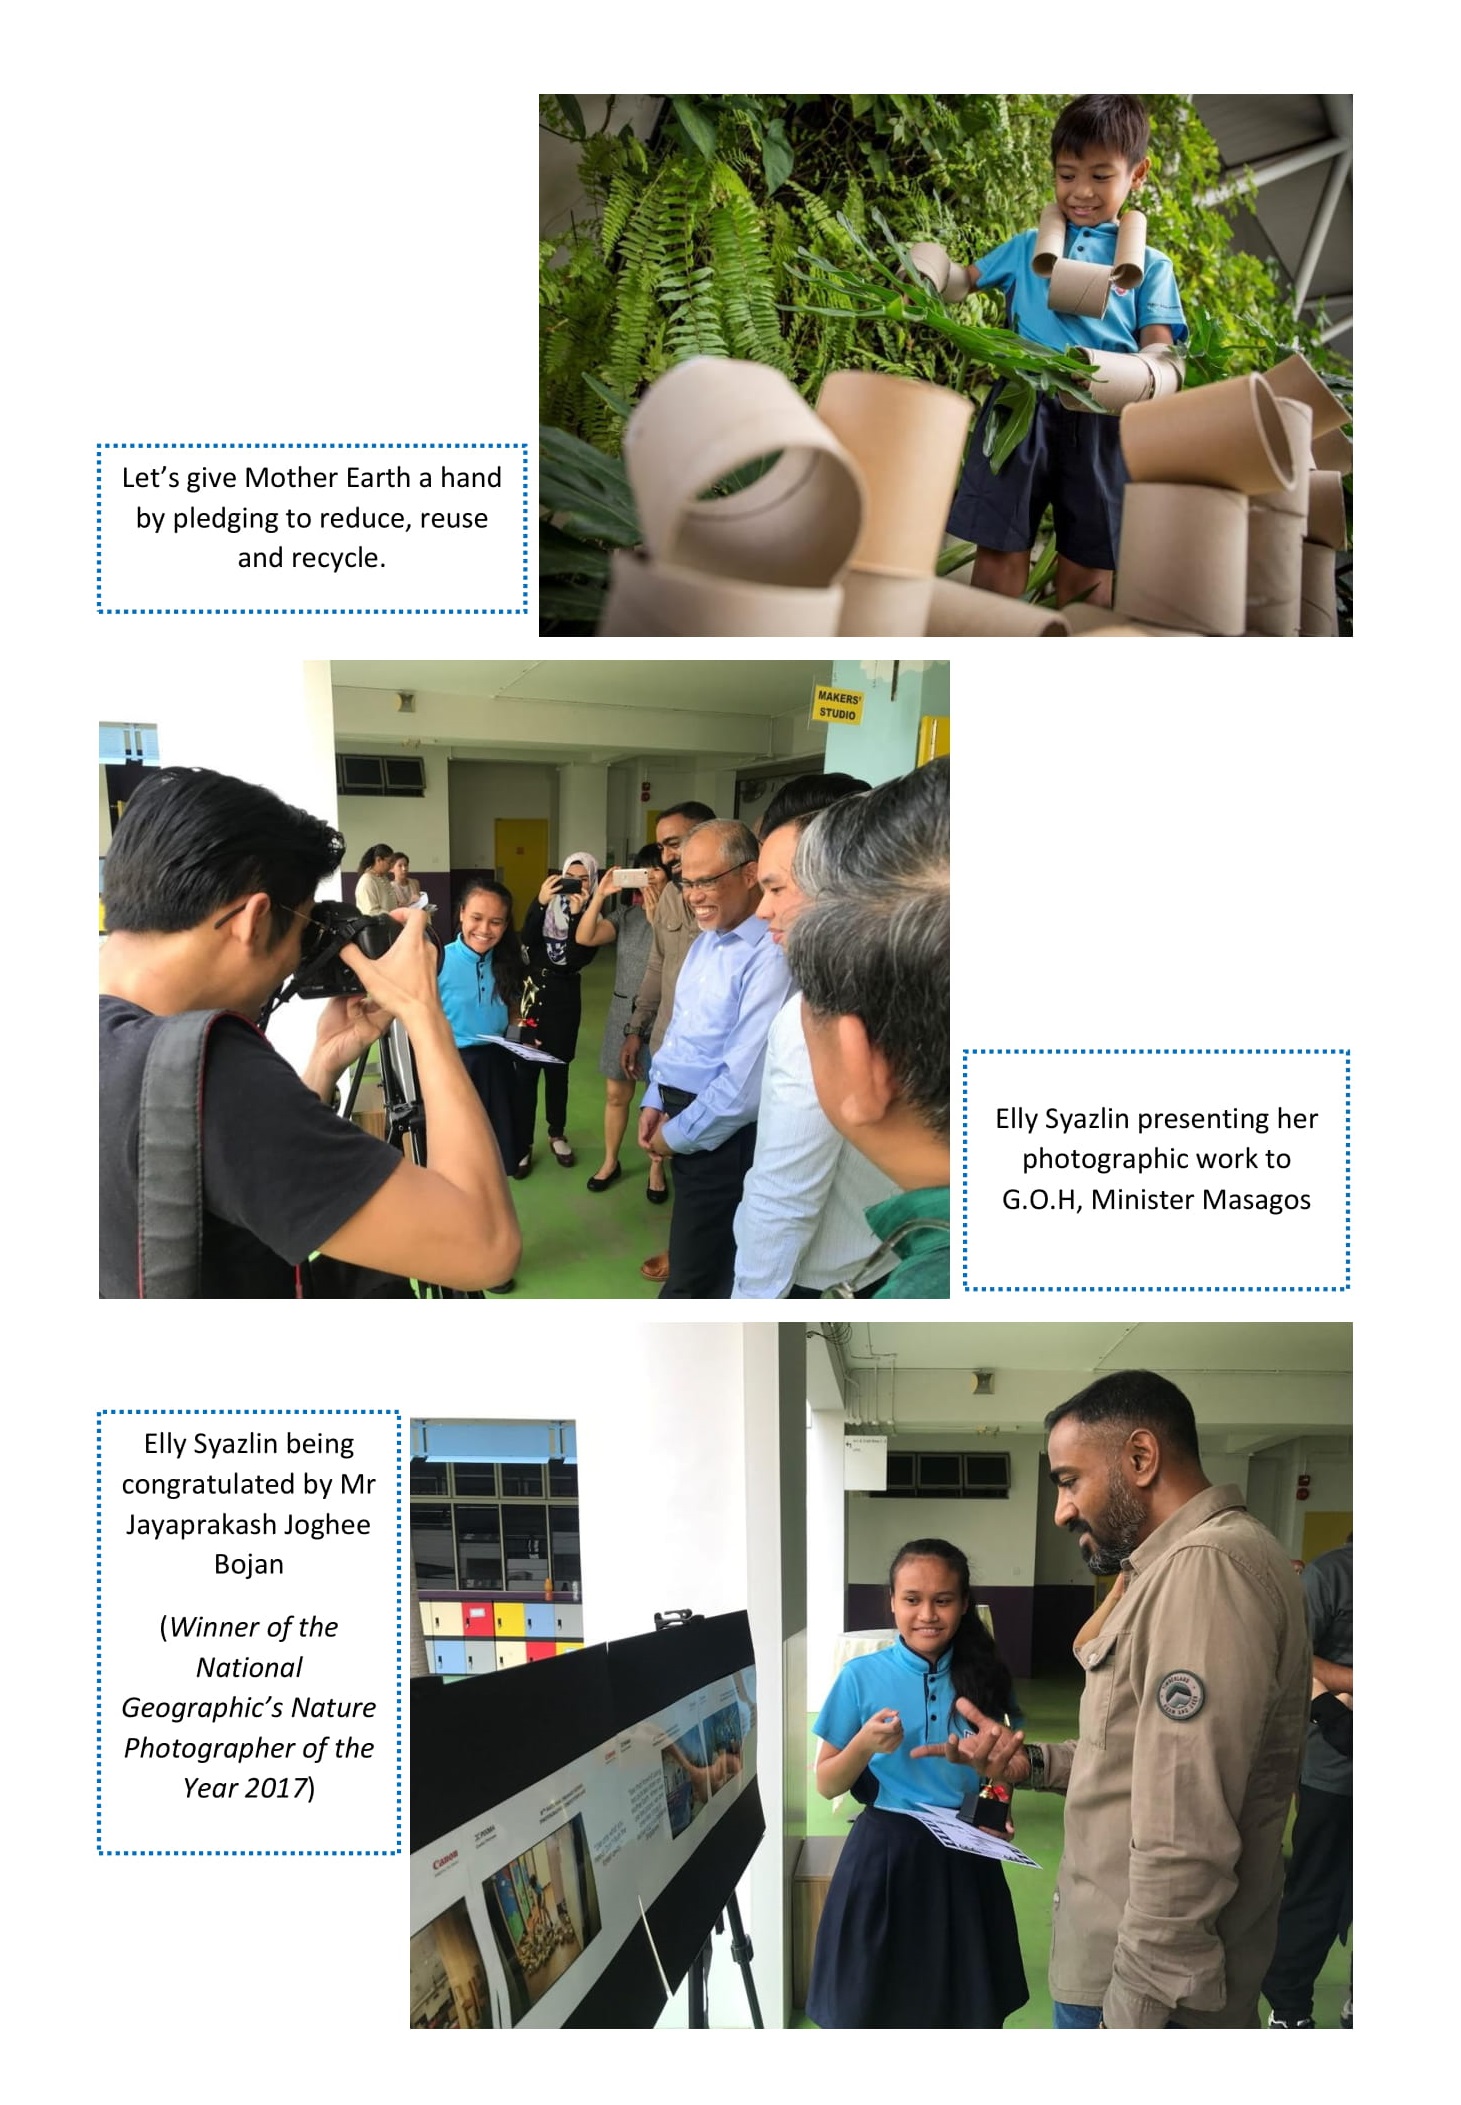 Let’s give Mother Earth a hand
by pledging to reduce, reuse
and recycle.
MAKERS'
STUDIO
Elly Syazlin presenting her
photographic work to
G.O.H, Minister Masagos
Elly Syazlin being
congratulated by Mr
Jayaprakash Joghee
Bojan
(Winner of the
National
Geographic’s Nature
Photographer of the
Year 2017)
Canon